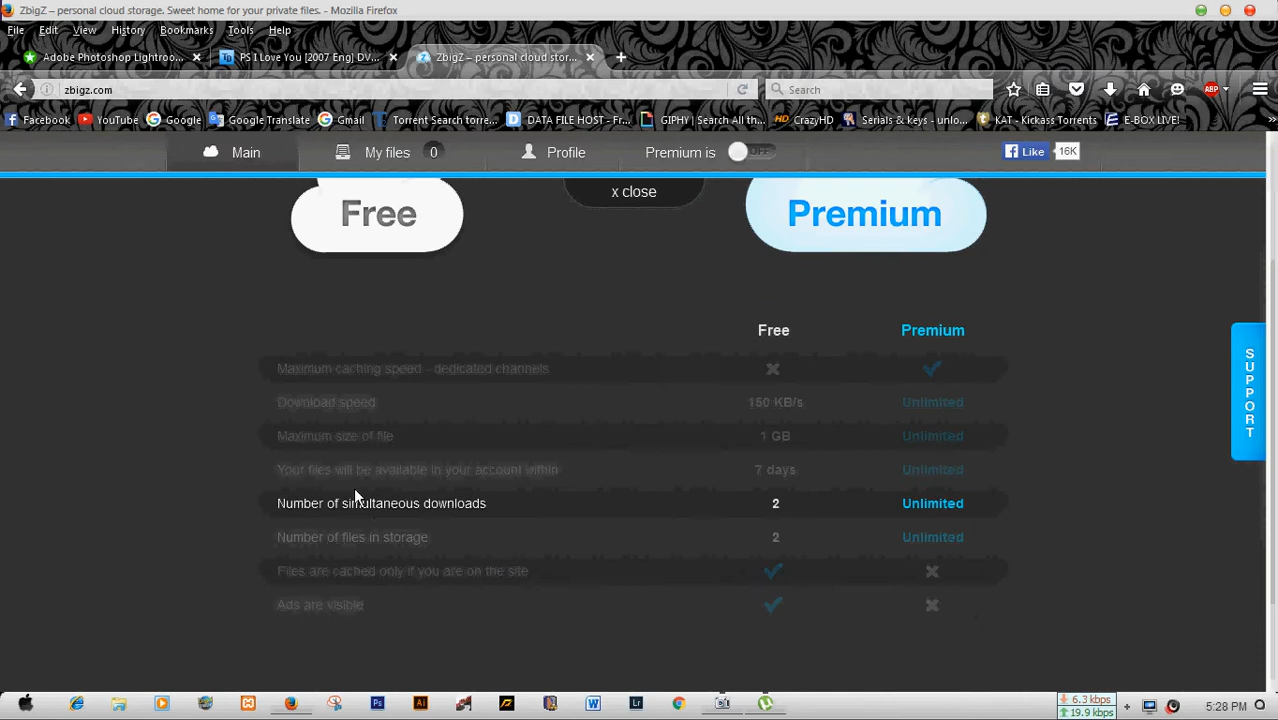 ZbigZ – personal cloud storage. Sweet home for your private files. - Mozilla Firefox
File Edit View History Bookmarks Tools Help
Adobe Photoshop Lightroo... PS I Love You [2007 Eng] DV... ZbigZ – personal cloud stor...
zbigz.com Search ABP
Facebook YouTube Google Google Translate Gmail Torrent Search torre... DATA FILE HOST - Fr... GIPHY | Search All th... HD CrazyHD Serials & keys - unlo... KAT - Kickass Torrents E-BOX LIVE!
Main My files 0 Profile Premium is OFF Like 16K
x close
Free Premium
Free Premium
SUPPORT
Maximum caching speed - dedicated channels
Download speed 150 KB/s Unlimited
Maximum size of file 1 GB Unlimited
Your files will be available in your account within 7 days Unlimited
Number of simultaneous downloads 2 Unlimited
Number of files in storage 2 Unlimited
Files are cached only if you are on the site
Ads are visible
Ps Ai W Lr 6.3 kbps 5:28 PM
19.9 kbps